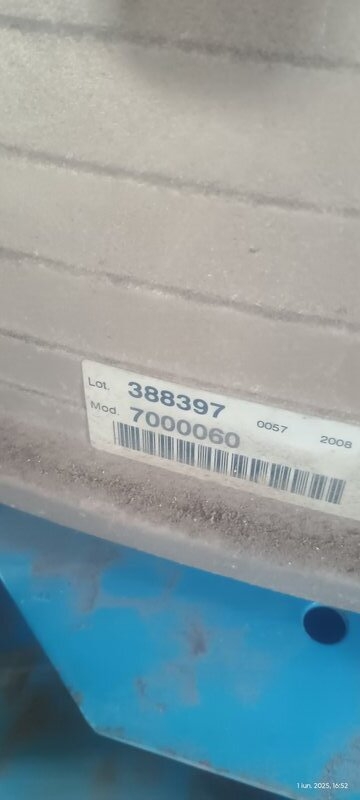 Lot. 388397 0057 2008
Mod. 7000060
1 iun. 2025, 16:52